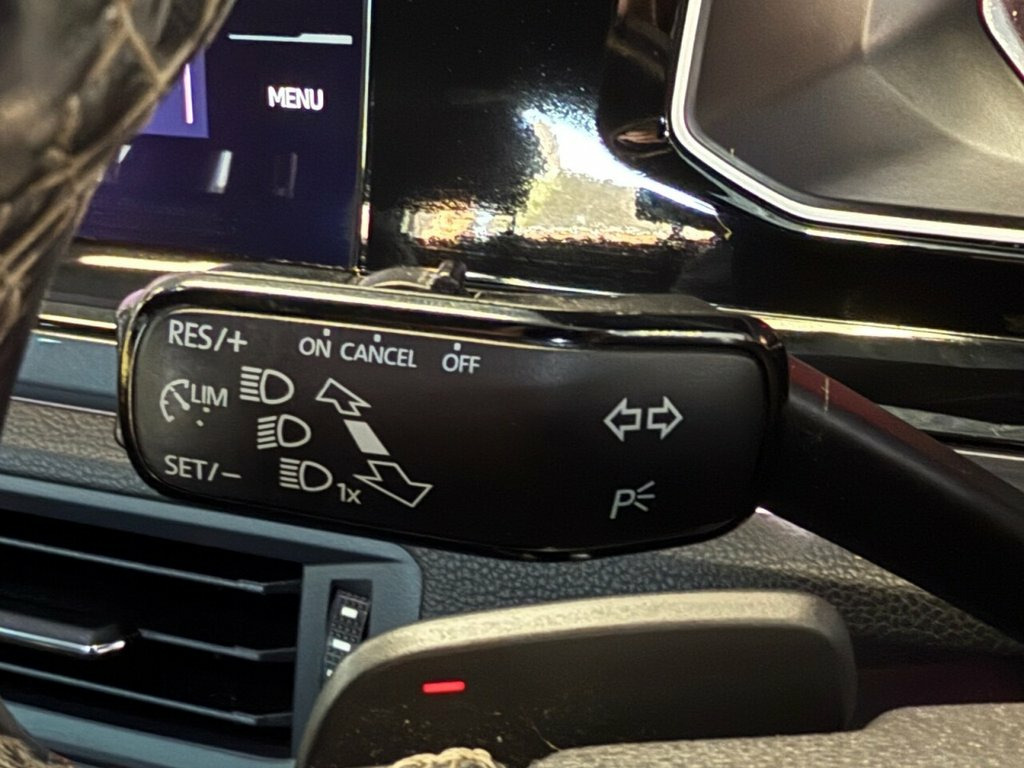 MENU
RES/+
ON CANCEL OFF
LIM
SET/−
1x
P